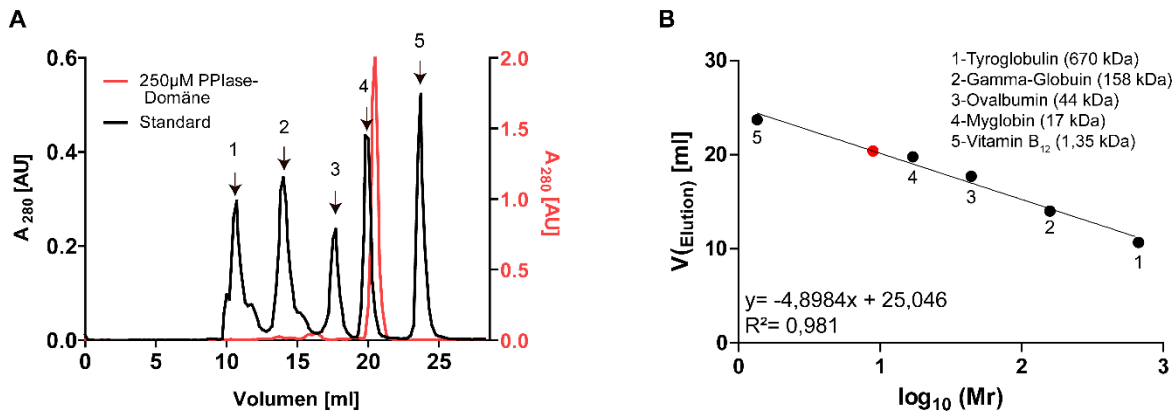 A
0.6
0.4
0.2
0.0
A 280 [AU]
250µM PPIase-
Domäne
Standard
1
2
3
4
5
2.0
1.5
1.0
0.5
0.0
A 280 [AU]
0
5
10
15
20
25
Volumen [ml]
B
30
20
10
0
V(Elution) [ml]
1-Tyroglobulin (670 kDa)
2-Gamma-Globuin (158 kDa)
3-Ovalbumin (44 kDa)
4-Myglobin (17 kDa)
5-Vitamin B12 (1,35 kDa)
5
4
3
2
1
y= -4,8984x + 25,046
R²= 0,981
0
1
2
3
log10 (Mr)